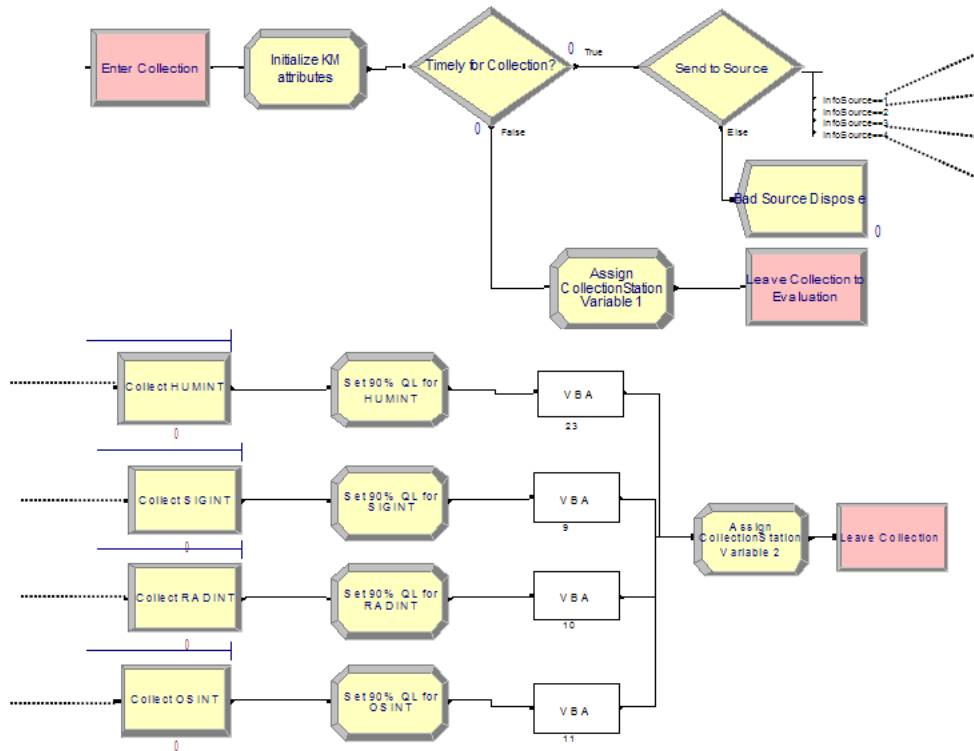 Enter Collection
Initialize KM
attributes
Timely for Collection?
0
True
0
False
Send to Source
Else
InfoSource==1
InfoSource==2
InfoSource==3
InfoSource==4
Bad Source Dispose
0
Assign
CollectionStation
Variable 1
Leave Collection to
Evaluation
Collect HUMINT
0
Set 90% QL for
HUMINT
VBA
23
Collect SIGINT
0
Set 90% QL for
SIGINT
VBA
9
Assign
CollectionStation
Variable 2
Leave Collection
Collect RADINT
0
Set 90% QL for
RADINT
VBA
10
Collect OSINT
0
Set 90% QL for
OSINT
VBA
11